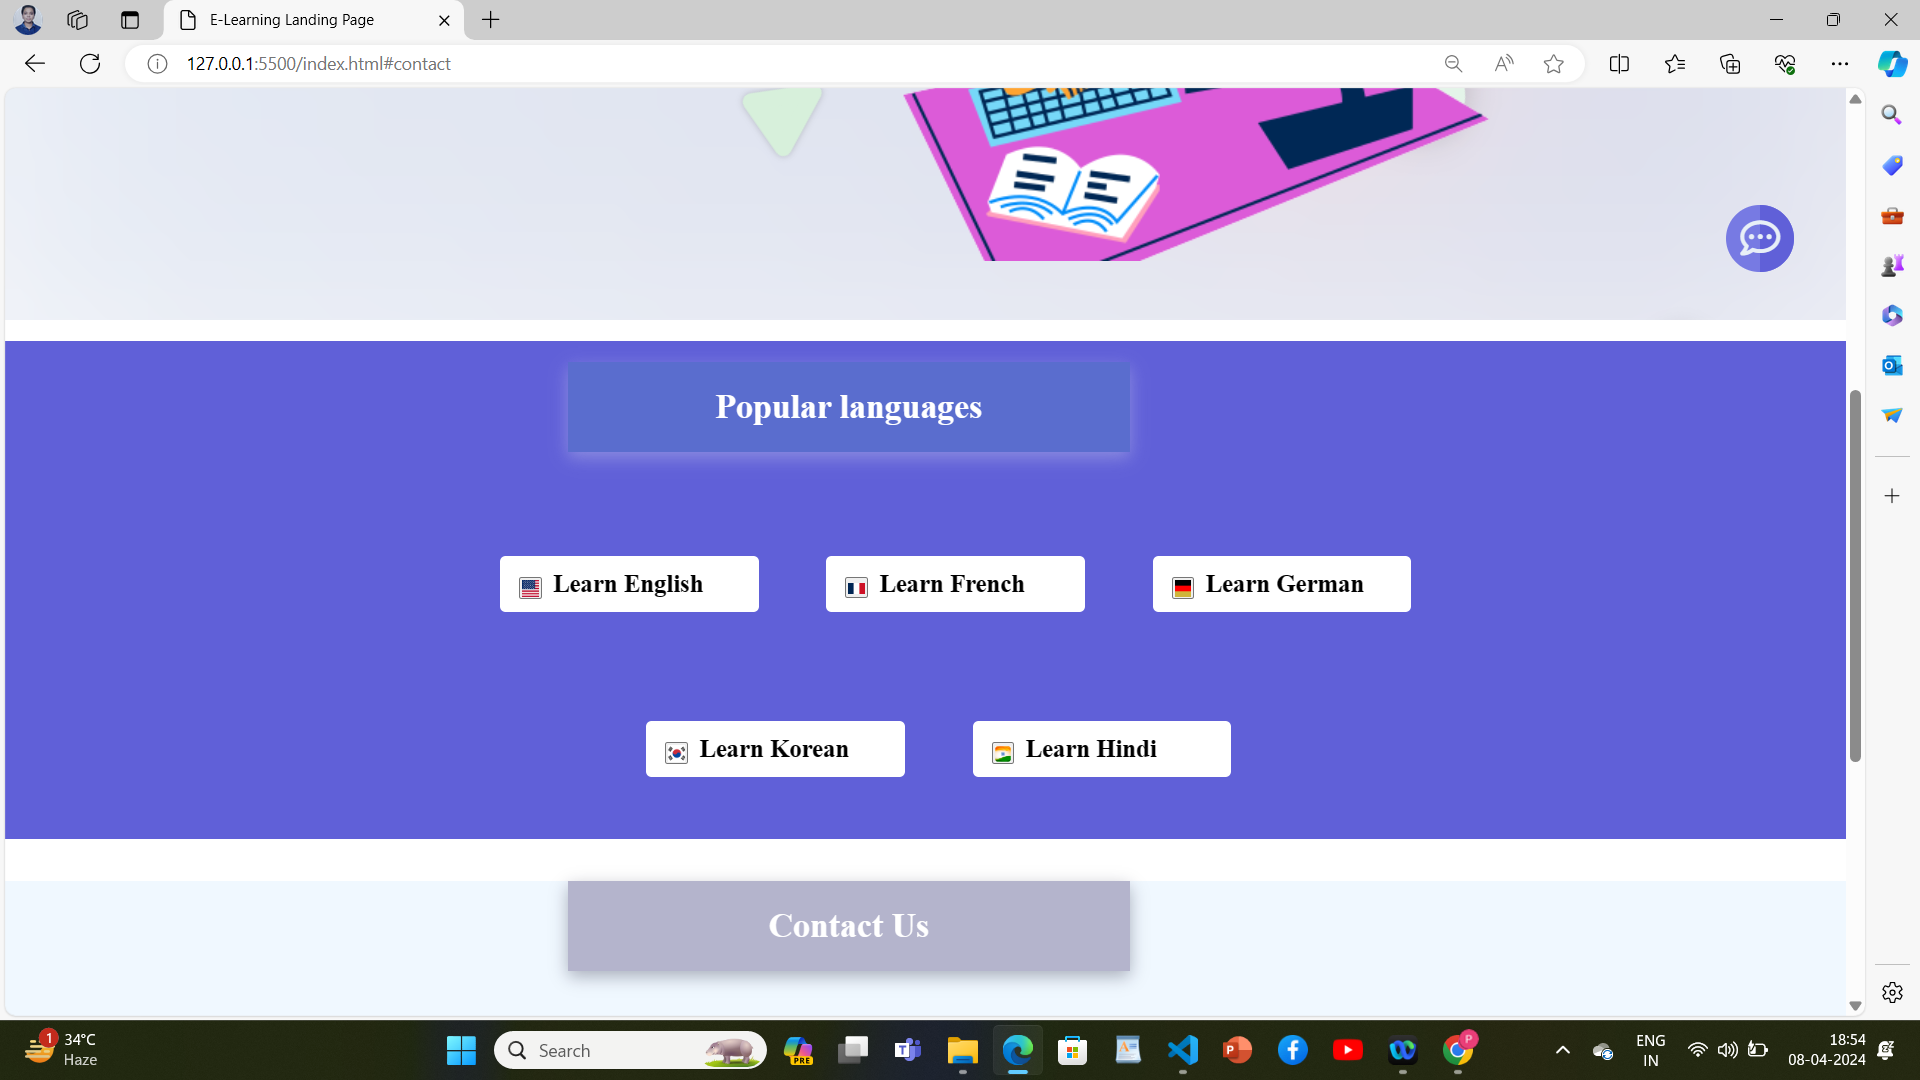 E-Learning Landing Page
127.0.0.1:5500/index.html#contact
Popular languages
Learn English
Learn French
Learn German
Learn Korean
Learn Hindi
Contact Us
1
34°C
Haze
Search
PRE
P
ENG
IN
18:54
08-04-2024